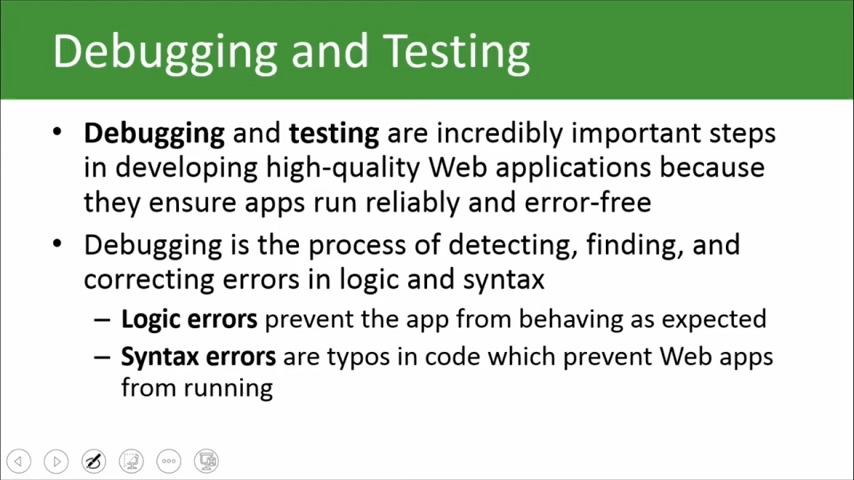 Debugging and Testing
• Debugging and testing are incredibly important steps
in developing high-quality Web applications because
they ensure apps run reliably and error-free
• Debugging is the process of detecting, finding, and
correcting errors in logic and syntax
– Logic errors prevent the app from behaving as expected
– Syntax errors are typos in code which prevent Web apps
from running